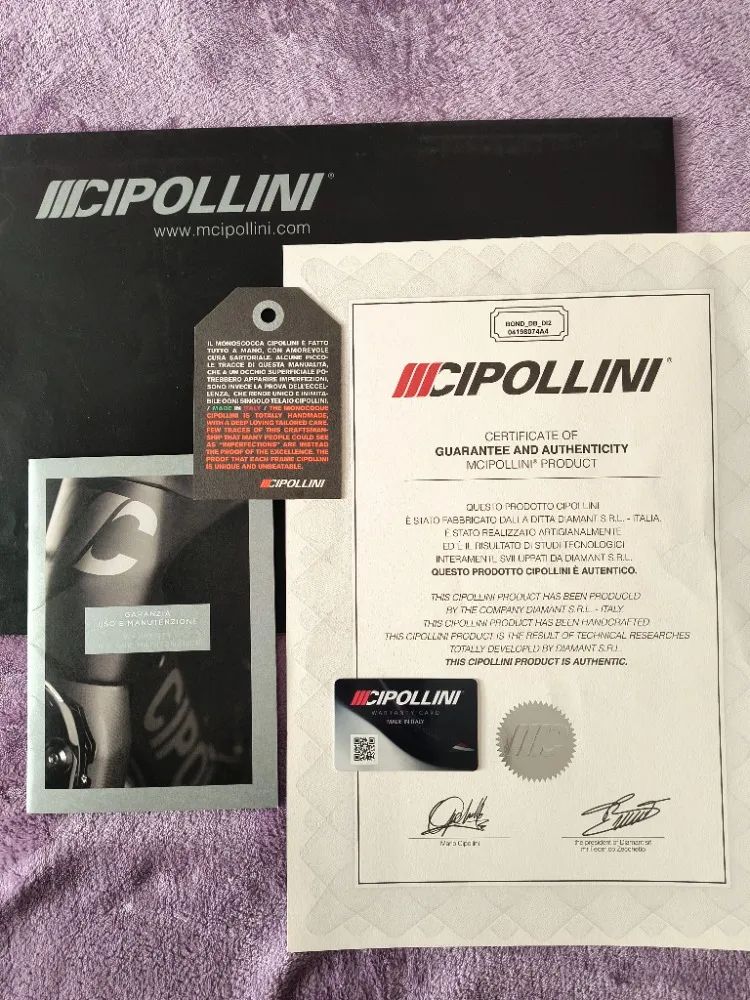 MCIPOLLINI®
www.mcipollini.com
IL MONOSCOCCA CIPOLLINI È FATTO
TUTTO A MANO, CON AMOREVOLE
CURA SARTORIALE. ALCUNE PICCO-
LE TRACCE DI QUESTA MANUALITÀ,
CHE A UN OCCHIO SUPERFICIALE PO-
TREBBERO APPARIRE IMPERFEZIONI,
SONO INVECE LA PROVA DELL'ECCEL-
LENZA, CHE RENDE UNICO E INIMITA-
BILE OGNI SINGOLO TELAIO CIPOLLINI.
/ MADE IN ITALY / THE MONOCOQUE
CIPOLLINI IS TOTALLY HANDMADE,
WITH A DEEP LOVING TAILORED CARE.
FEW TRACES OF THIS CRAFTSMAN-
SHIP THAT MANY PEOPLE COULD SEE
AS "IMPERFECTIONS" ARE INSTEAD
THE PROOF OF THE EXCELLENCE. THE
PROOF THAT EACH FRAME CIPOLLINI
IS UNIQUE AND UNBEATABLE.
MCIPOLLINI
GARANZIA
USO E MANUTENZIONE
CIPO
BOND_DB_DI2
04198074A4
MCIPOLLINI®
CERTIFICATE OF
GUARANTEE AND AUTHENTICITY
MCIPOLLINI® PRODUCT
QUESTO PRODOTTO CIPOLLINI
È STATO FABBRICATO DALLA DITTA DIAMANT S.R.L. - ITALIA.
È STATO REALIZZATO ARTIGIANALMENTE
ED È IL RISULTATO DI STUDI TECNOLOGICI
INTERAMENTE SVILUPPATI DA DIAMANT S.R.L.
QUESTO PRODOTTO CIPOLLINI È AUTENTICO.
THIS CIPOLLINI PRODUCT HAS BEEN PRODUCED
BY THE COMPANY DIAMANT S.R.L. - ITALY.
THIS CIPOLLINI PRODUCT HAS BEEN HANDCRAFTED.
THIS CIPOLLINI PRODUCT IS THE RESULT OF TECHNICAL RESEARCHES
TOTALLY DEVELOPED BY DIAMANT S.R.L.
THIS CIPOLLINI PRODUCT IS AUTHENTIC.
MCIPOLLINI
WARRANTY CARD
MADE IN ITALY
MC
Mario Cipollini
the president of Diamant srl
mr Federico Zecchetto